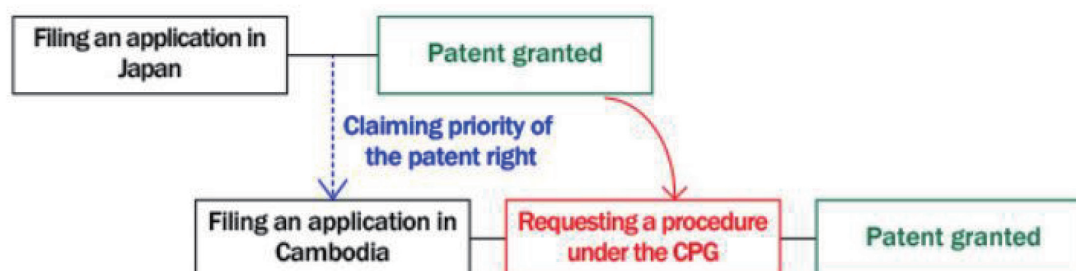 Filing an application in
Japan
Patent granted
Claiming priority of
the patent right
Filing an application in
Cambodia
Requesting a procedure
under the CPG
Patent granted